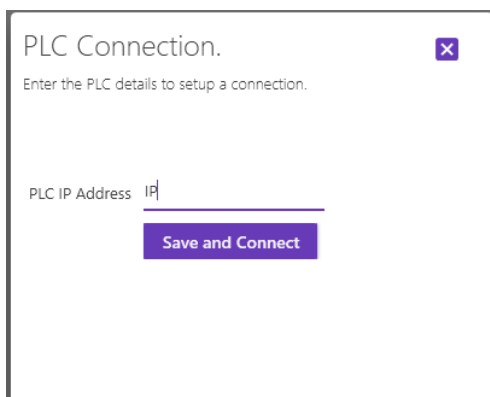 PLC Connection.
Enter the PLC details to setup a connection.
PLC IP Address IP
Save and Connect